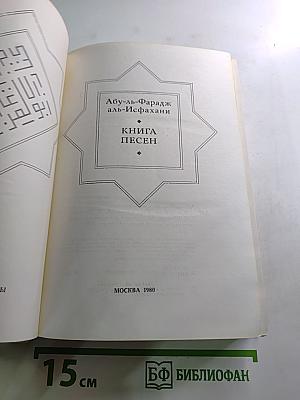 Абу-ль-Фарадж
аль-Исфахани
КНИГА
ПЕСЕН
МОСКВА 1980
Ы
15 см
БФ БИБЛИОФАН